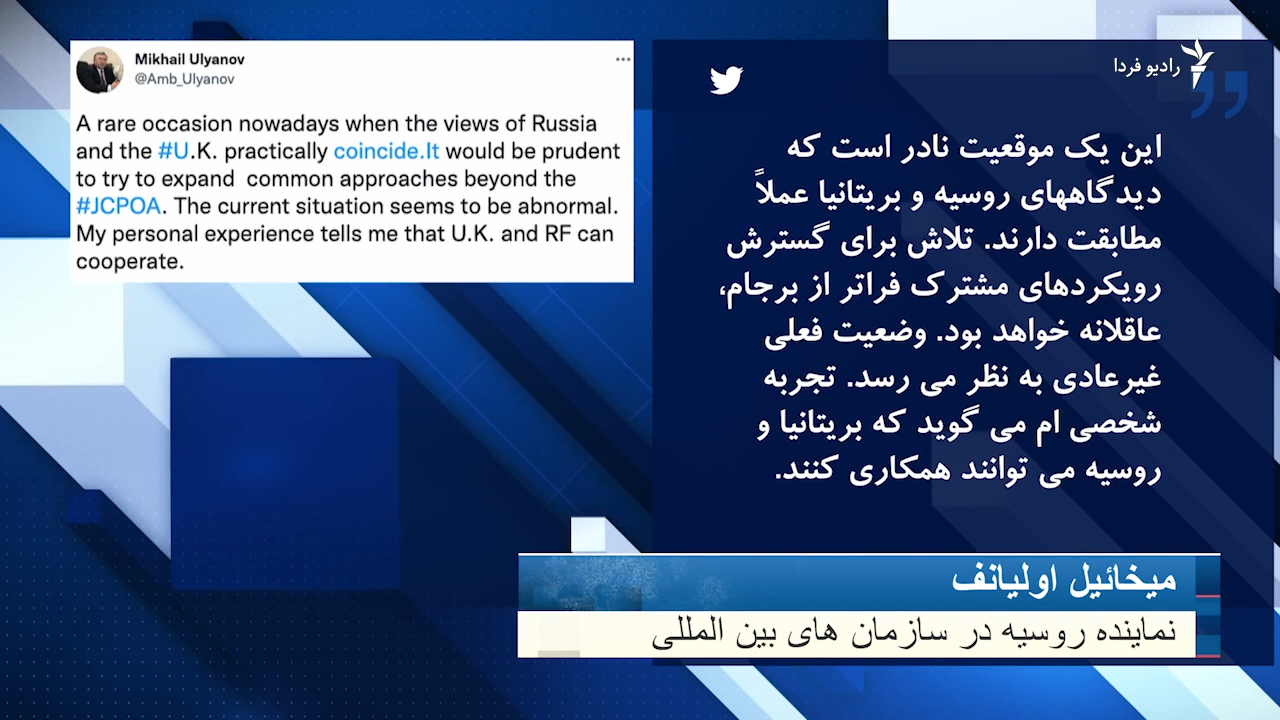 Mikhail Ulyanov
@Amb_Ulyanov
A rare occasion nowadays when the views of Russia
and the #U.K. practically coincide.It would be prudent
to try to expand common approaches beyond the
#JCPOA. The current situation seems to be abnormal.
My personal experience tells me that U.K. and RF can
cooperate.
رادیو فردا
این یک موقعیت نادر است که
دیدگاههای روسیه و بریتانیا عملاً
مطابقت دارند. تلاش برای گسترش
رویکردهای مشترک فراتر از برجام،
عاقلانه خواهد بود. وضعیت فعلی
غیرعادی به نظر می رسد. تجربه
شخصی ام می گوید که بریتانیا و
روسیه می توانند همکاری کنند.
میخائیل اولیانف
نماینده روسیه در سازمان های بین المللی